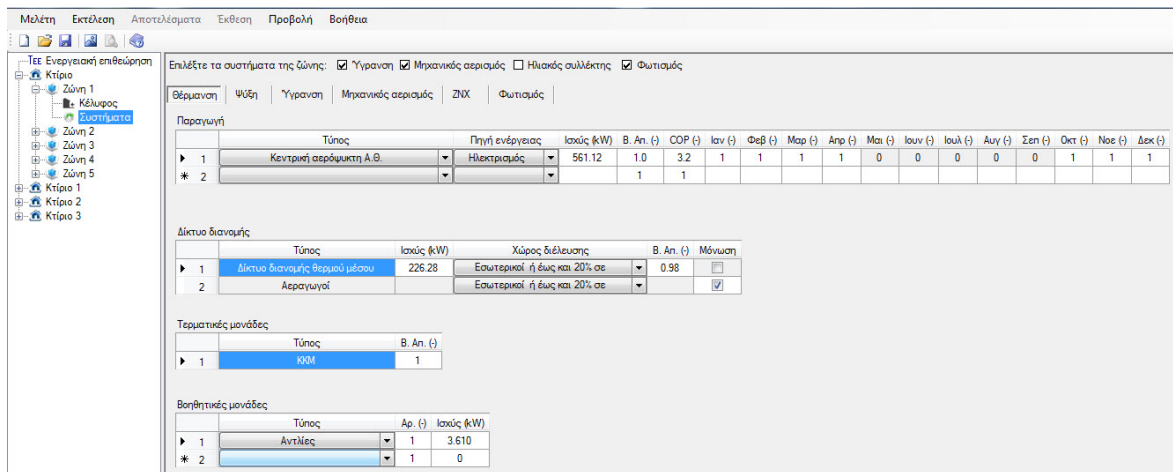 Μελέτη Εκτέλεση Αποτελέσματα Έκθεση Προβολή Βοήθεια
ΤΕΕ Ενεργειακή επιθεώρηση
Κτίριο
Ζώνη 1
Κέλυφος
Συστήματα
Ζώνη 2
Ζώνη 3
Ζώνη 4
Ζώνη 5
Κτίριο 1
Κτίριο 2
Κτίριο 3
Επιλέξτε τα συστήματα της ζώνης: Ύγρανση Μηχανικός αερισμός Ηλιακός συλλέκτης Φωτισμός
Θέρμανση Ψύξη Ύγρανση Μηχανικός αερισμός ΖΝΧ Φωτισμός
Παραγωγή
Τύπος Πηγή ενέργειας Ισχύς (kW) Β. Απ. (-) COP (-) Ιαν (-) Φεβ (-) Μαρ (-) Απρ (-) Μαι (-) Ιουν (-) Ιουλ (-) Αυγ (-) Σεπ (-) Οκτ (-) Νοε (-) Δεκ (-)
1 Κεντρική αερόψυκτη Α.Θ. Ηλεκτρισμός 561.12 1.0 3.2 1 1 1 1 0 0 0 0 0 1 1 1
* 2 1 1
Δίκτυο διανομής
Τύπος Ισχύς (kW) Χώρος διέλευσης Β. Απ. (-) Μόνωση
1 Δίκτυο διανομής θερμού μέσου 226.28 Εσωτερικοί ή έως και 20% σε 0.98
2 Αεραγωγοί Εσωτερικοί ή έως και 20% σε
Τερματικές μονάδες
Τύπος Β. Απ. (-)
1 ΚΚΜ 1
Βοηθητικές μονάδες
Τύπος Αρ. (-) Ισχύς (kW)
1 Αντλίες 1 3.610
* 2 1 0